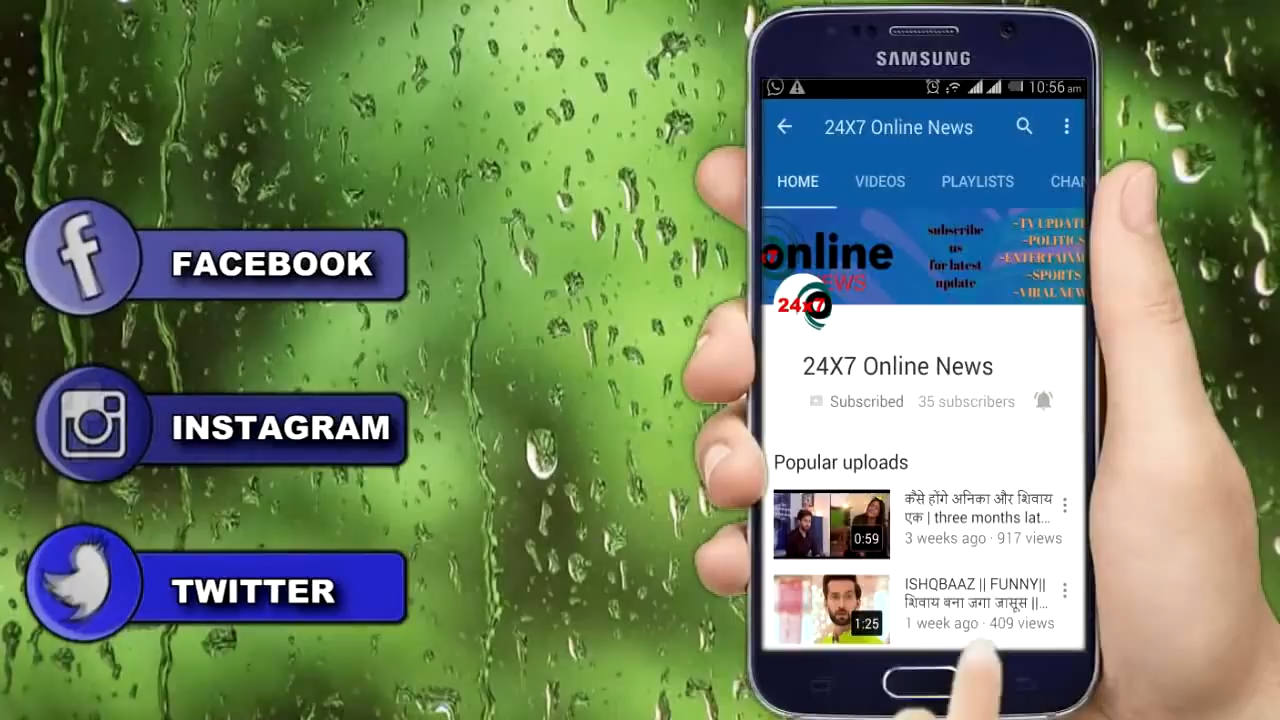 FACEBOOK
INSTAGRAM
TWITTER
SAMSUNG
10:56 am
24X7 Online News
HOME VIDEOS PLAYLISTS CHAN
online
NEWS
subscribe
us
for latest
update
~TV UPDATE
~POLITICS
~ENTERTAINM
~SPORTS
~VIRAL NEW
24x7
24X7 Online News
Subscribed 35 subscribers
Popular uploads
0:59
कैसे होंगे अनिका और शिवाय
एक | three months lat...
3 weeks ago · 917 views
1:25
ISHQBAAZ || FUNNY||
शिवाय बना जगा जासूस ||...
1 week ago · 409 views